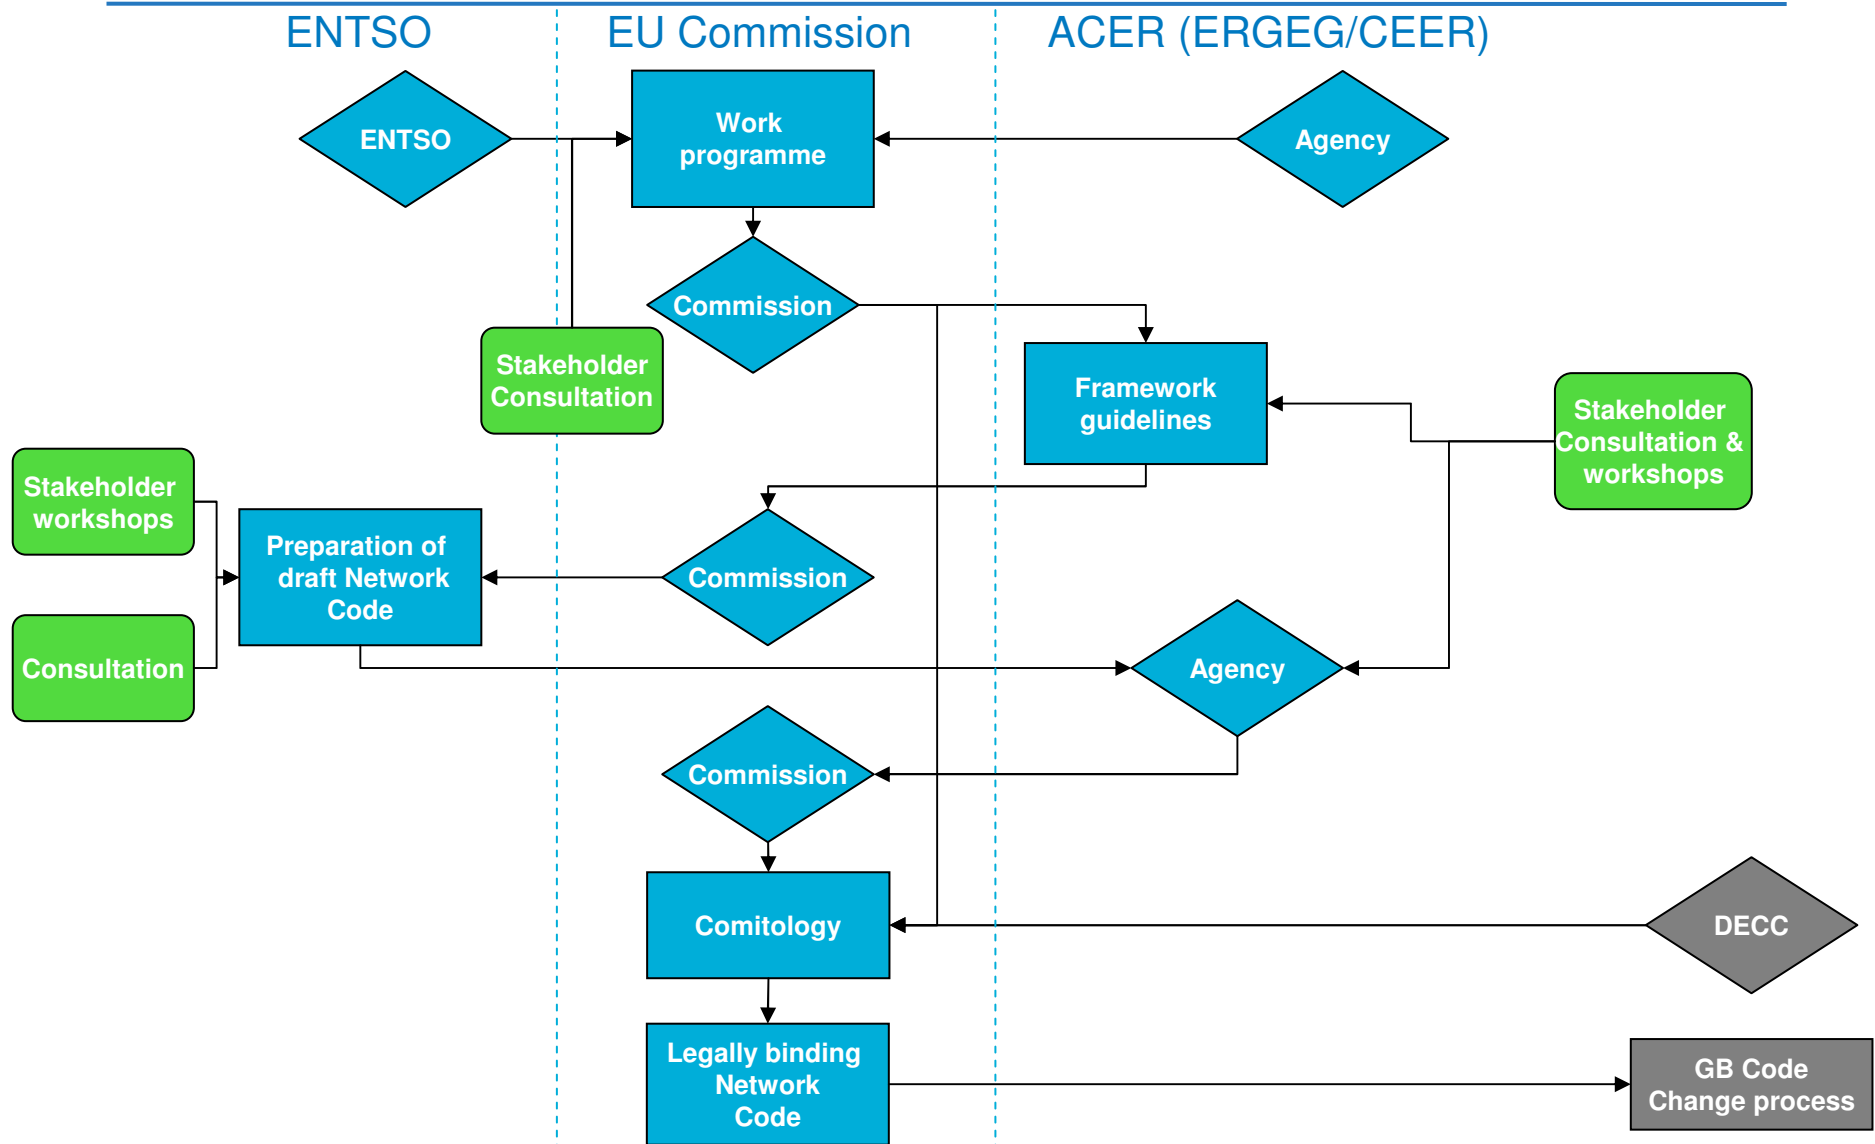 ENTSO
EU Commission
ACER (ERGEG/CEER)
ENTSO
Work
programme
Agency
Commission
Stakeholder
Consultation
Framework
guidelines
Stakeholder
Consultation &
workshops
Stakeholder
workshops
Preparation of
draft Network
Code
Commission
Consultation
Agency
Commission
Comitology
DECC
Legally binding
Network
Code
GB Code
Change process